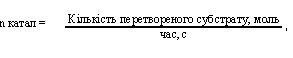 n катал = Кількість перетвореного субстрату, моль
час, с ,